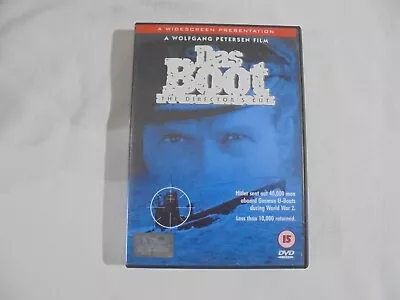 A WIDESCREEN PRESENTATION
A WOLFGANG PETERSEN FILM
Das
Boot
THE DIRECTOR'S CUT
Hitler sent out 40,000 men
aboard German U-Boats
during World War 2.
Less than 10,000 returned.
15
DVD